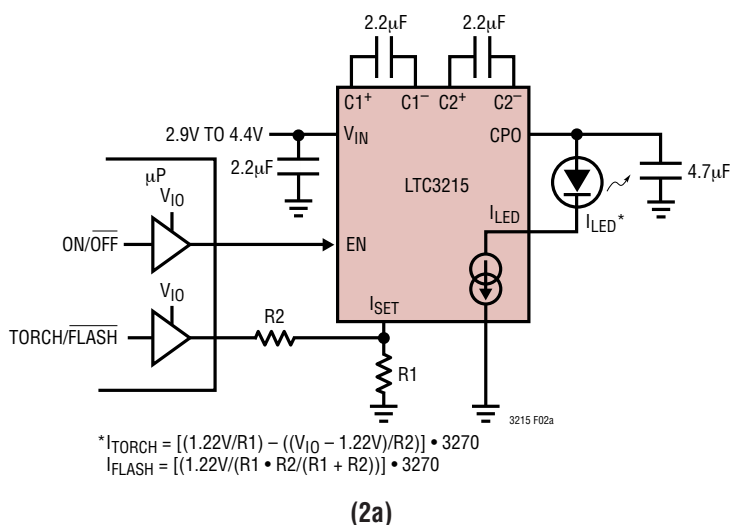 2.2µF 2.2µF
C1+ C1– C2+ C2–
2.9V TO 4.4V VIN CPO
2.2µF 4.7µF
LTC3215
µP
VIO
ILED ILED*
ON/OFF EN
VIO
ISET
TORCH/FLASH R2
R1
3215 F02a
*ITORCH = [(1.22V/R1) – ((VIO – 1.22V)/R2)] • 3270
IFLASH = [(1.22V/(R1 • R2/(R1 + R2))] • 3270
(2a)